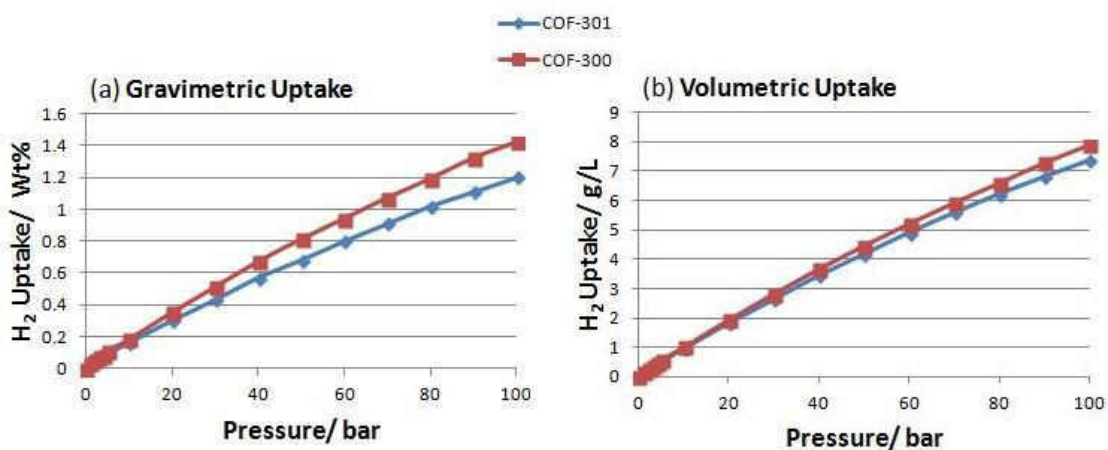 COF-301
COF-300
(a) Gravimetric Uptake
1.6
1.4
1.2
1
0.8
0.6
0.4
0.2
0
H₂ Uptake/ Wt%
0 20 40 60 80 100
Pressure/ bar
(b) Volumetric Uptake
9
8
7
6
5
4
3
2
1
0
H₂ Uptake/ g/L
0 20 40 60 80 100
Pressure/ bar